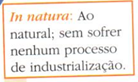 In natura: Ao
natural; sem sofrer
nenhum processo
de industrialização.